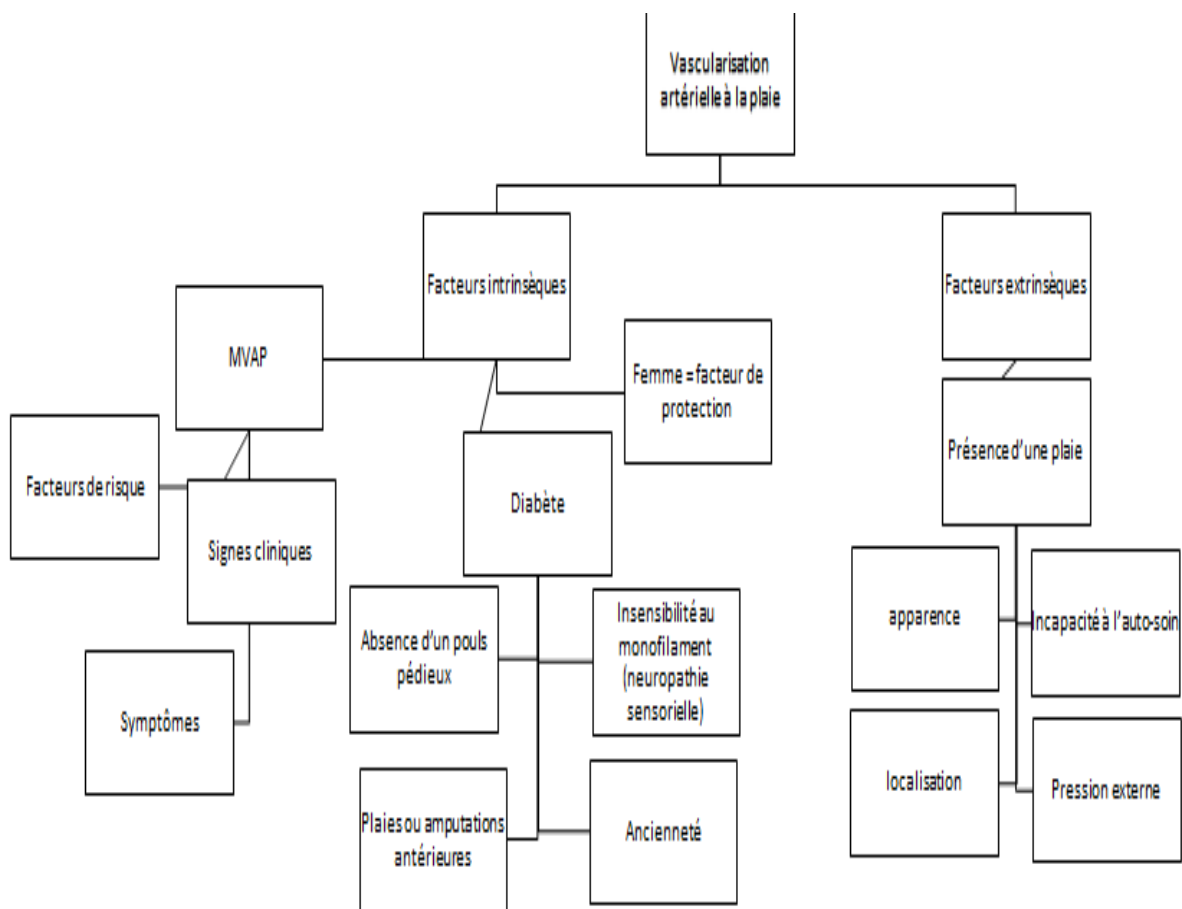 Vascularisation
artérielle à la plaie
Facteurs intrinsèques
Facteurs extrinsèques
MVAP
Femme = facteur de
protection
Facteurs de risque
Signes cliniques
Symptômes
Diabète
Absence d'un pouls
pédieux
Insensibilité au
monofilament
(neuropathie
sensorielle)
Plaies ou amputations
antérieures
Ancienneté
Présence d'une plaie
apparence
Incapacité à l'auto-soin
localisation
Pression externe